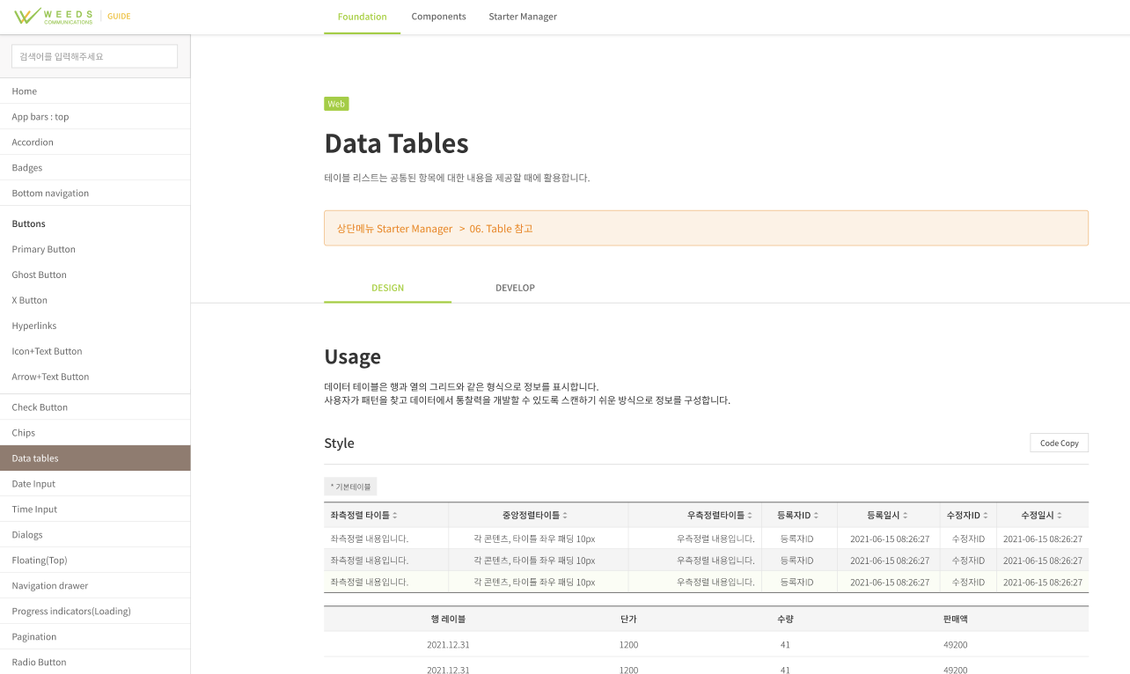 WEEDS COMMUNICATIONS GUIDE
Foundation Components Starter Manager
검색어를 입력해주세요
Home
App bars : top
Accordion
Badges
Bottom navigation
Buttons
Primary Button
Ghost Button
X Button
Hyperlinks
Icon+Text Button
Arrow+Text Button
Check Button
Chips
Data tables
Date Input
Time Input
Dialogs
Floating(Top)
Navigation drawer
Progress indicators(Loading)
Pagination
Radio Button
Web
Data Tables
테이블 리스트는 공통된 항목에 대한 내용을 제공할 때에 활용합니다.
상단메뉴 Starter Manager > 06. Table 참고
DESIGN DEVELOP
Usage
데이터 테이블은 행과 열의 그리드와 같은 형식으로 정보를 표시합니다.
사용자가 패턴을 찾고 데이터에서 통찰력을 개발할 수 있도록 스캔하기 쉬운 방식으로 정보를 구성합니다.
Style Code Copy
* 기본테이블
좌측정렬 타이틀 중앙정렬타이틀 우측정렬타이틀 등록자ID 등록일시 수정자ID 수정일시
좌측정렬 내용입니다. 각 콘텐츠, 타이틀 좌우 패딩 10px 우측정렬 내용입니다. 등록자ID 2021-06-15 08:26:27 수정자ID 2021-06-15 08:26:27
좌측정렬 내용입니다. 각 콘텐츠, 타이틀 좌우 패딩 10px 우측정렬 내용입니다. 등록자ID 2021-06-15 08:26:27 수정자ID 2021-06-15 08:26:27
좌측정렬 내용입니다. 각 콘텐츠, 타이틀 좌우 패딩 10px 우측정렬 내용입니다. 등록자ID 2021-06-15 08:26:27 수정자ID 2021-06-15 08:26:27
행 레이블 단가 수량 판매액
2021.12.31 1200 41 49200
2021.12.31 1200 41 49200